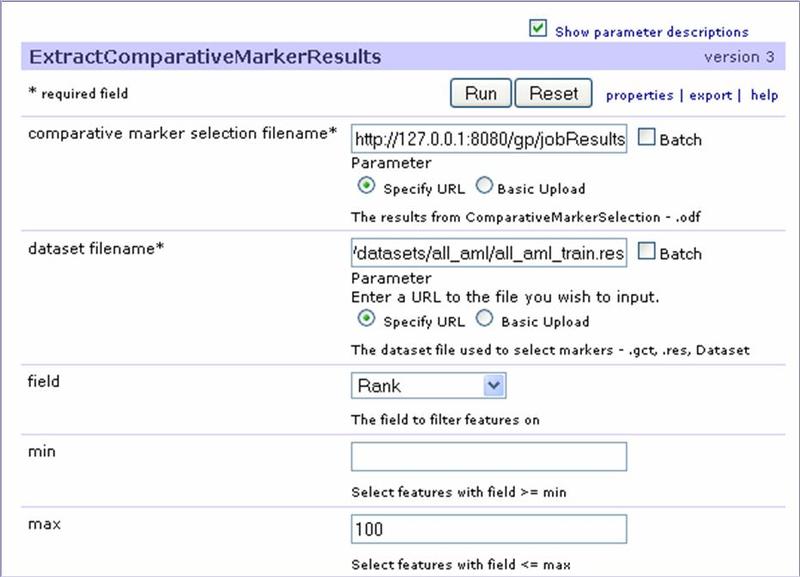 Show parameter descriptions
ExtractComparativeMarkerResults version 3
* required field Run Reset properties | export | help
comparative marker selection filename* http://127.0.0.1:8080/gp/jobResults Batch
Parameter
Specify URL Basic Upload
The results from ComparativeMarkerSelection - .odf
dataset filename* /datasets/all_aml/all_aml_train.res Batch
Parameter
Enter a URL to the file you wish to input.
Specify URL Basic Upload
The dataset file used to select markers - .gct, .res, Dataset
field Rank
The field to filter features on
min
Select features with field >= min
max 100
Select features with field <= max